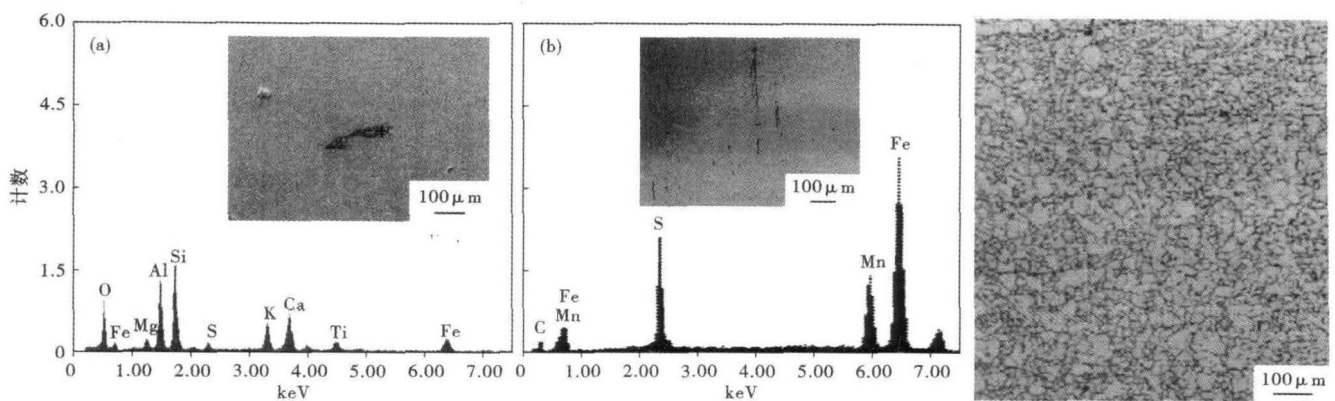 6.0
4.5
3.0
1.5
0
计数
(a)
100 μm
O
Fe
Mg
Al
Si
S
K
Ca
Ti
Fe
0 1.00 2.00 3.00 4.00 5.00 6.00 7.00
keV
(b)
100 μm
C
Fe
Mn
S
Mn
Fe
0 1.00 2.00 3.00 4.00 5.00 6.00 7.00
keV
100 μm